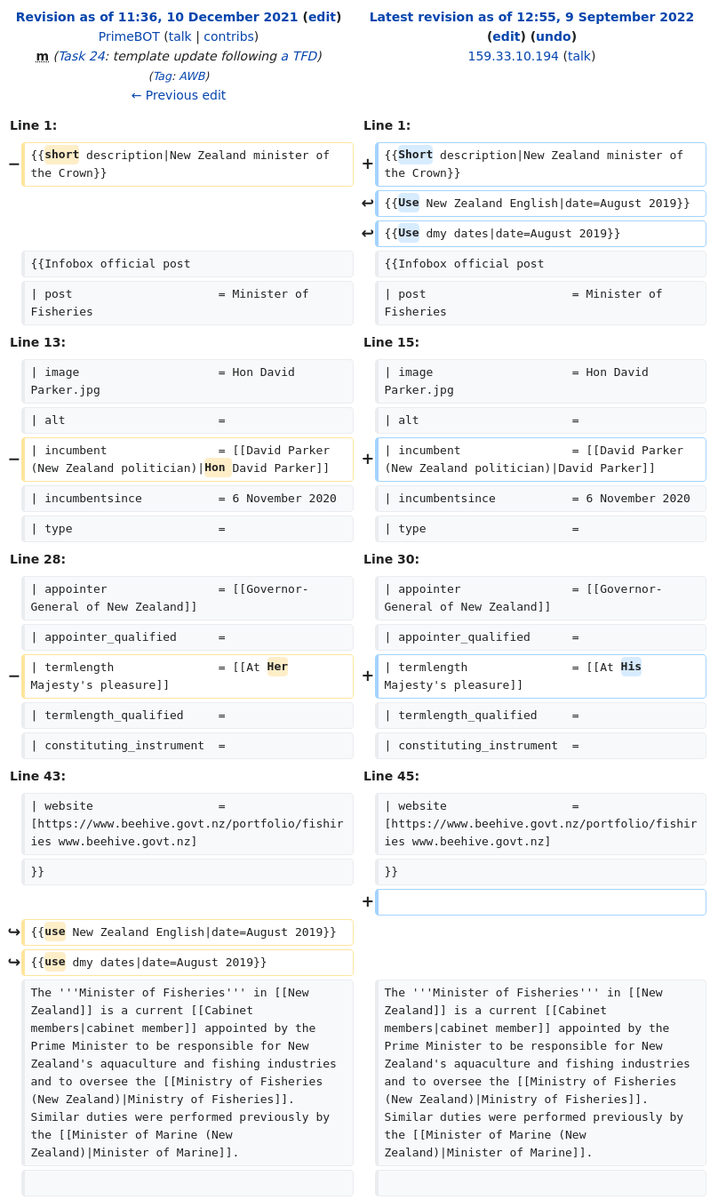 Revision as of 11:36, 10 December 2021 (edit)
PrimeBOT (talk | contribs)
m (Task 24: template update following a TFD)
(Tag: AWB)
← Previous edit
Latest revision as of 12:55, 9 September 2022
(edit) (undo)
159.33.10.194 (talk)
Line 1:
Line 1:
− {{short description|New Zealand minister of
the Crown}}
+ {{Short description|New Zealand minister of
the Crown}}
↩ {{Use New Zealand English|date=August 2019}}
↩ {{Use dmy dates|date=August 2019}}
{{Infobox official post
{{Infobox official post
| post                  = Minister of
Fisheries
| post                  = Minister of
Fisheries
Line 13:
Line 15:
| image                 = Hon David
Parker.jpg
| image                 = Hon David
Parker.jpg
| alt                   =
| alt                   =
− | incumbent             = [[David Parker
(New Zealand politician)|Hon David Parker]]
+ | incumbent             = [[David Parker
(New Zealand politician)|David Parker]]
| incumbentsince        = 6 November 2020
| incumbentsince        = 6 November 2020
| type                  =
| type                  =
Line 28:
Line 30:
| appointer             = [[Governor-
General of New Zealand]]
| appointer             = [[Governor-
General of New Zealand]]
| appointer_qualified   =
| appointer_qualified   =
− | termlength            = [[At Her
Majesty's pleasure]]
+ | termlength            = [[At His
Majesty's pleasure]]
| termlength_qualified  =
| termlength_qualified  =
| constituting_instrument  =
| constituting_instrument  =
Line 43:
Line 45:
| website               =
[https://www.beehive.govt.nz/portfolio/fishir
ies www.beehive.govt.nz]
| website               =
[https://www.beehive.govt.nz/portfolio/fishir
ies www.beehive.govt.nz]
}}
}}
+
↪ {{use New Zealand English|date=August 2019}}
↪ {{use dmy dates|date=August 2019}}
The '''Minister of Fisheries''' in [[New
Zealand]] is a current [[Cabinet
members|cabinet member]] appointed by the
Prime Minister to be responsible for New
Zealand's aquaculture and fishing industries
and to oversee the [[Ministry of Fisheries
(New Zealand)|Ministry of Fisheries]].
Similar duties were performed previously by
the [[Minister of Marine (New
Zealand)|Minister of Marine]].
The '''Minister of Fisheries''' in [[New
Zealand]] is a current [[Cabinet
members|cabinet member]] appointed by the
Prime Minister to be responsible for New
Zealand's aquaculture and fishing industries
and to oversee the [[Ministry of Fisheries
(New Zealand)|Ministry of Fisheries]].
Similar duties were performed previously by
the [[Minister of Marine (New
Zealand)|Minister of Marine]].